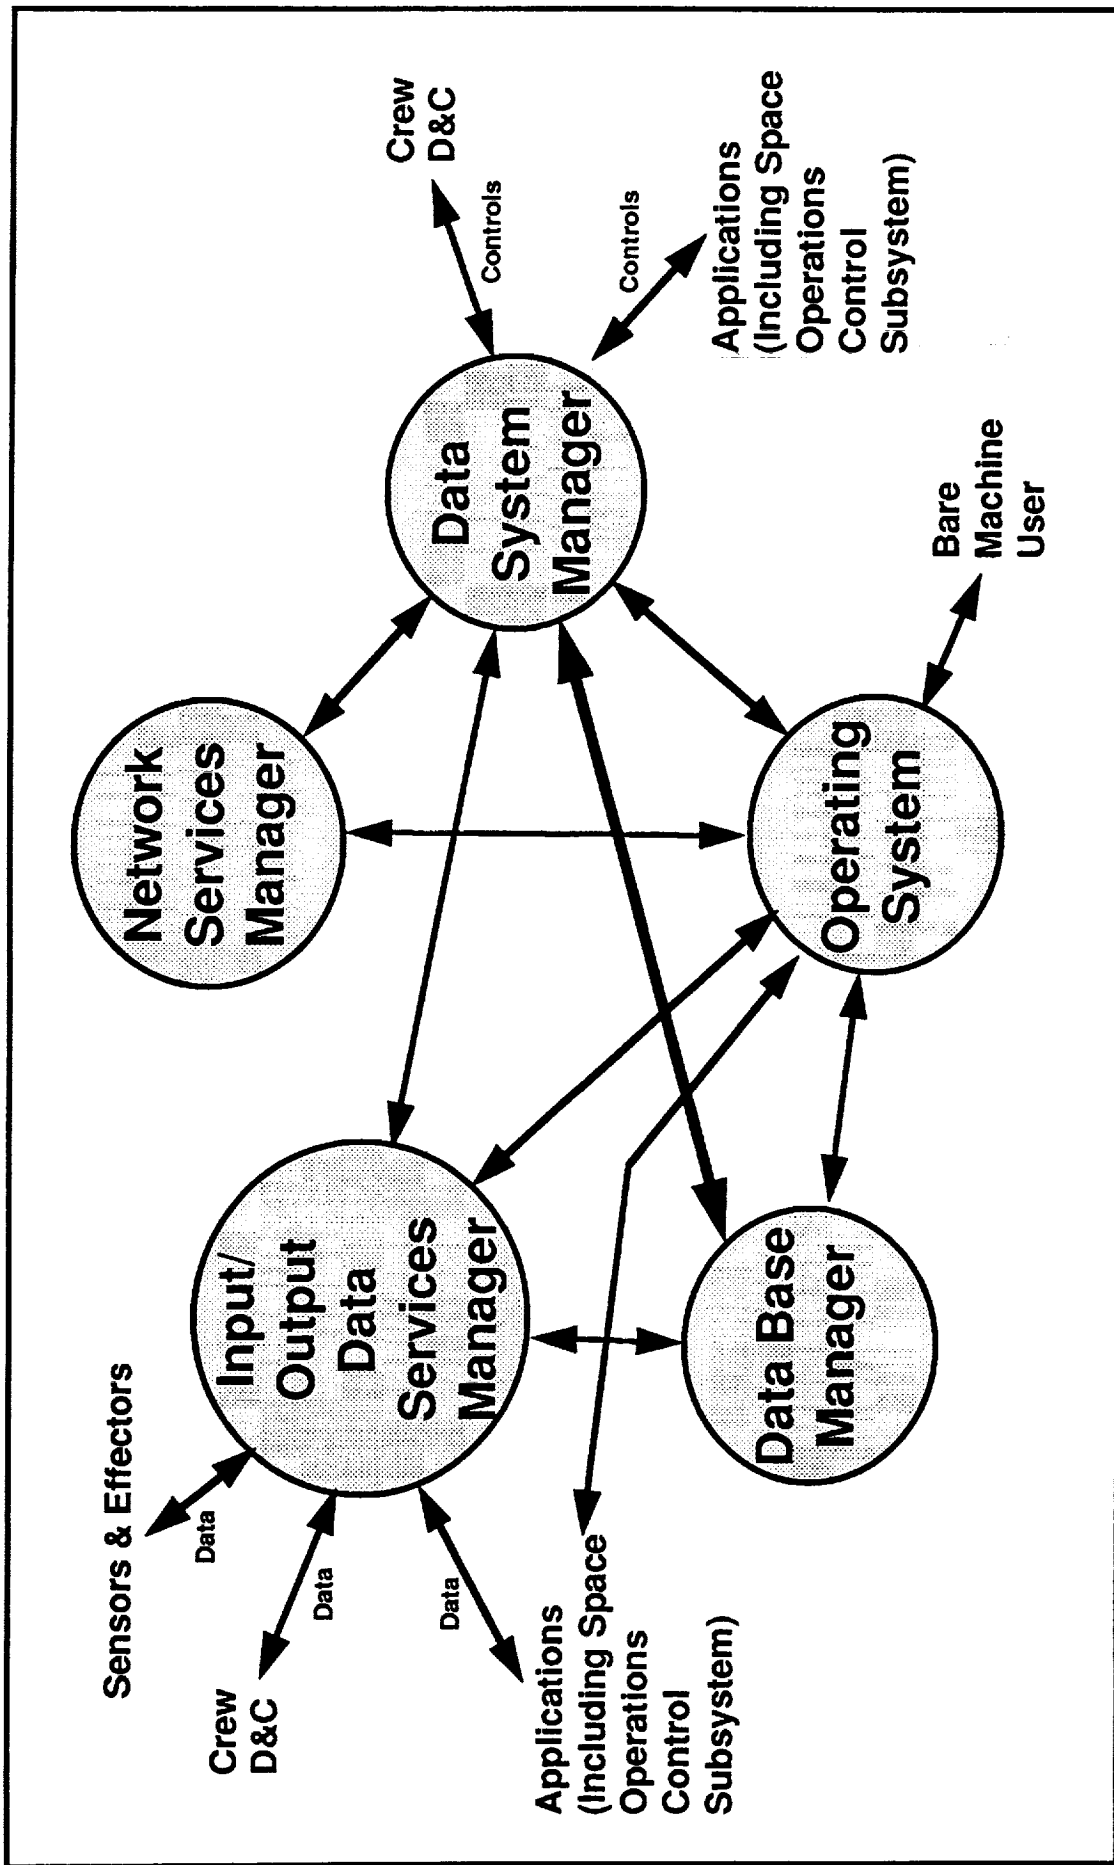 Sensors & Effectors
Data
Crew
D&C
Data
Data
Applications
(Including Space
Operations
Control
Subsystem)
Input/
Output
Data
Services
Manager
Data Base
Manager
Network
Services
Manager
Operating
System
Bare
Machine
User
Data
System
Manager
Controls
Crew
D&C
Controls
Applications
(Including Space
Operations
Control
Subsystem)